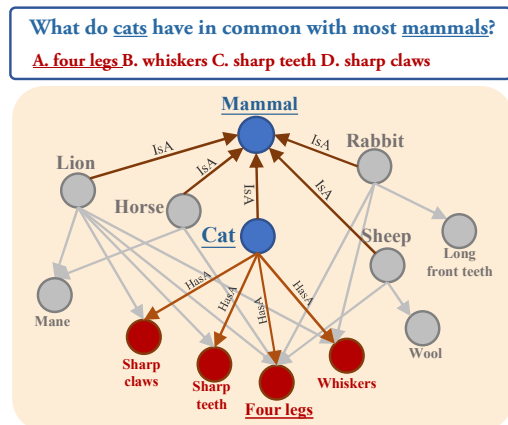 What do cats have in common with most mammals?
A. four legs B. whiskers C. sharp teeth D. sharp claws
Mammal
Rabbit
Lion
IsA
IsA
IsA
IsA
IsA
Horse
Cat
Sheep
Long
front teeth
Mane
HasA
HasA
HasA
HasA
Wool
Sharp
claws
Sharp
teeth
Four legs
Whiskers